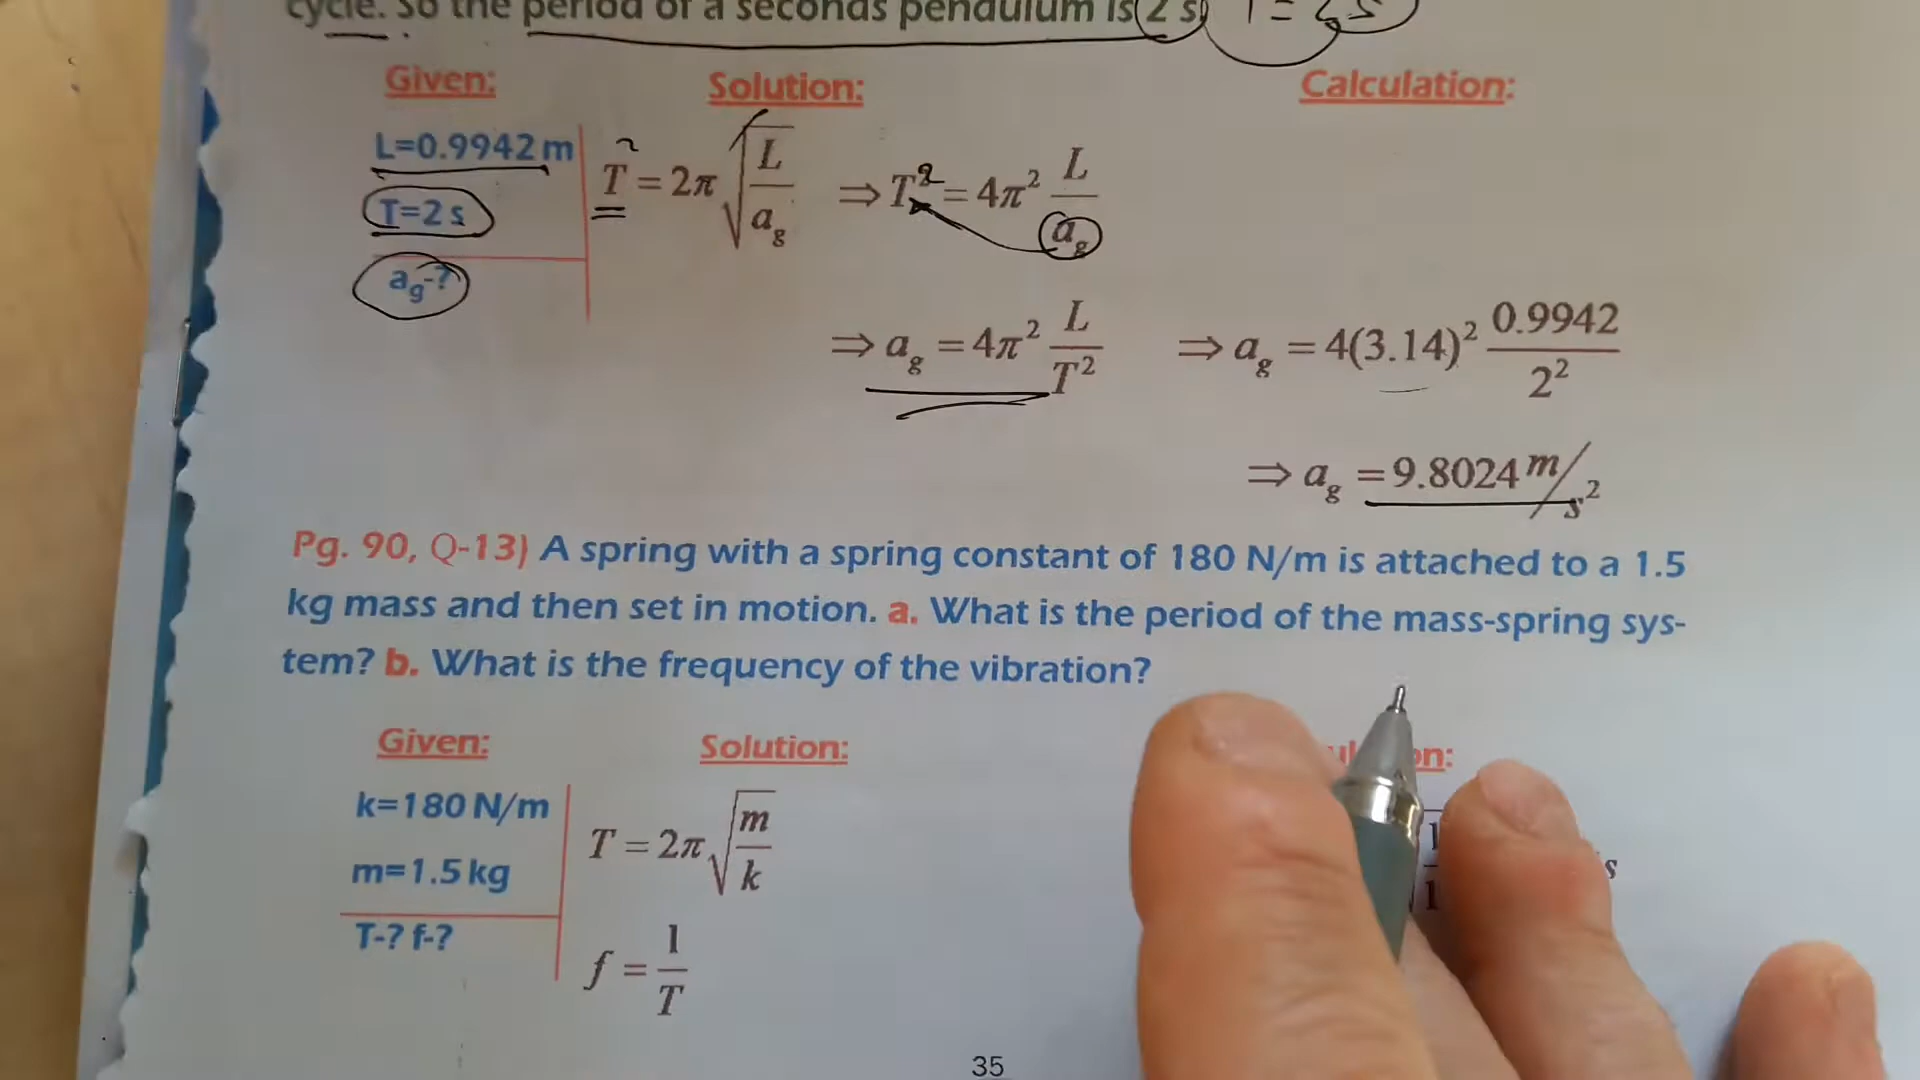 cycle. So the period of a seconds pendulum is 2 s T = 2s
Given: Solution: Calculation:
L=0.9942 m
T=2 s
a_g-?
T = 2π √(L/a_g) ⇒ T² = 4π² L/a_g
⇒ a_g = 4π² L/T² ⇒ a_g = 4(3.14)² 0.9942/2²
⇒ a_g = 9.8024 m/s²
Pg. 90, Q-13) A spring with a spring constant of 180 N/m is attached to a 1.5
kg mass and then set in motion. a. What is the period of the mass-spring sys-
tem? b. What is the frequency of the vibration?
Given: Solution:
k=180 N/m
m=1.5 kg
T-? f-?
T = 2π √(m/k)
f = 1/T
35